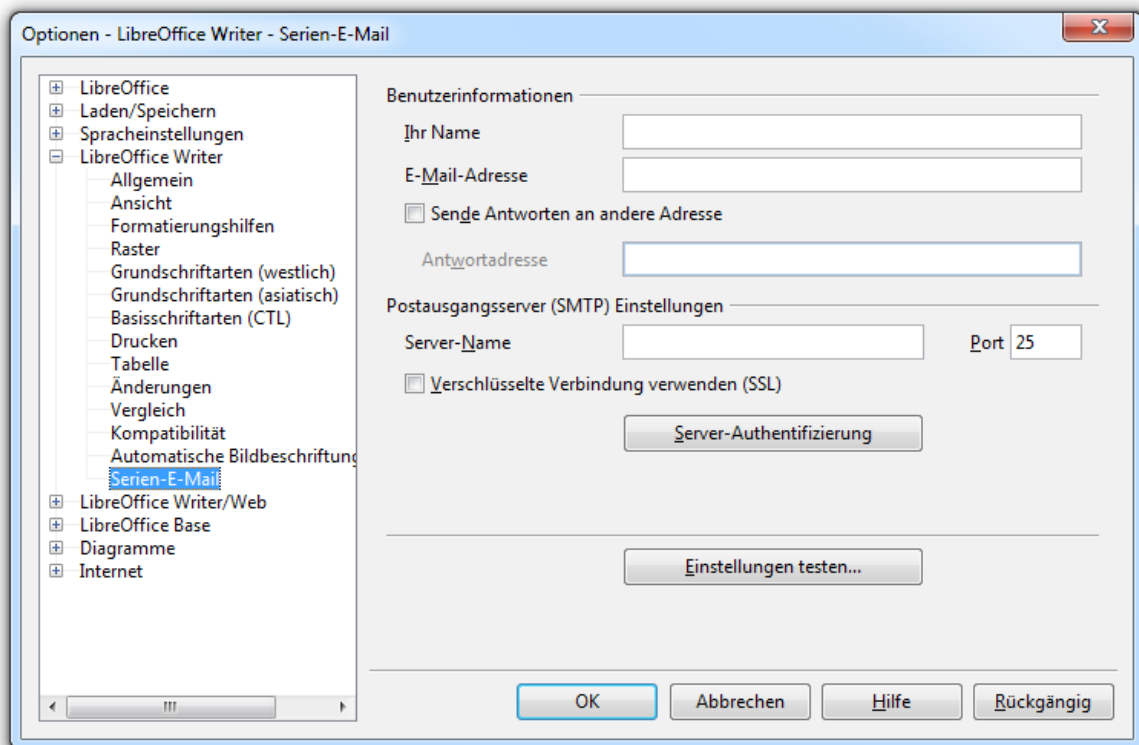 Optionen - LibreOffice Writer - Serien-E-Mail
LibreOffice
Laden/Speichern
Spracheinstellungen
LibreOffice Writer
Allgemein
Ansicht
Formatierungshilfen
Raster
Grundschriftarten (westlich)
Grundschriftarten (asiatisch)
Basisschriftarten (CTL)
Drucken
Tabelle
Änderungen
Vergleich
Kompatibilität
Automatische Bildbeschriftung
Serien-E-Mail
LibreOffice Writer/Web
LibreOffice Base
Diagramme
Internet
Benutzerinformationen
Ihr Name
E-Mail-Adresse
Sende Antworten an andere Adresse
Antwortadresse
Postausgangsserver (SMTP) Einstellungen
Server-Name Port 25
Verschlüsselte Verbindung verwenden (SSL)
Server-Authentifizierung
Einstellungen testen...
OK Abbrechen Hilfe Rückgängig